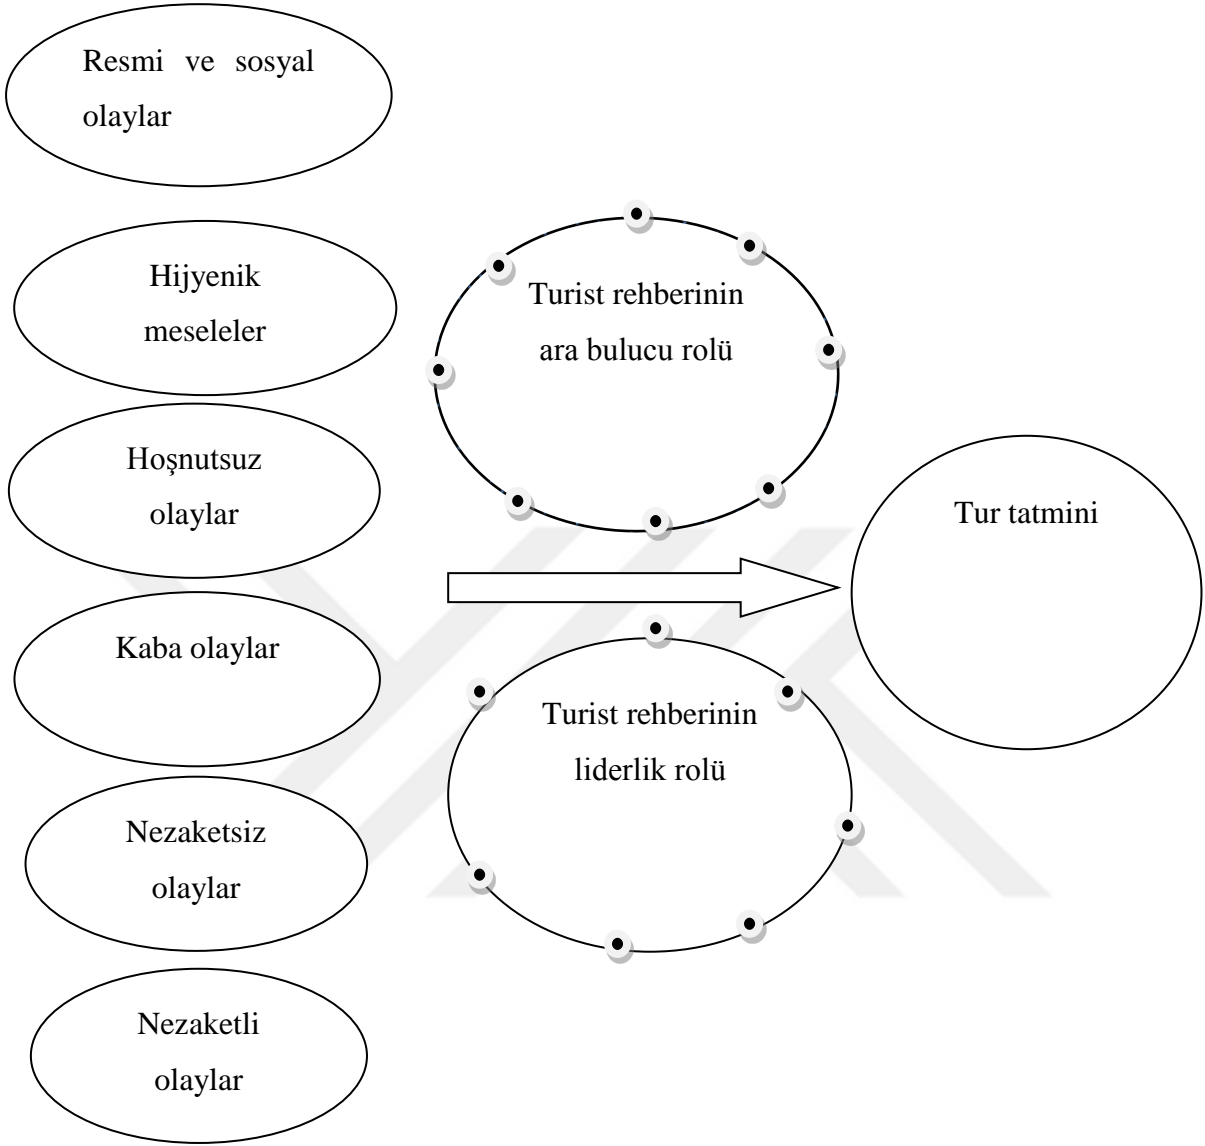 Resmi ve sosyal
olaylar
Hijyenik
meseleler
Hoşnutsuz
olaylar
Kaba olaylar
Nezaketsiz
olaylar
Nezaketli
olaylar
Turist rehberinin
ara bulucu rolü
Turist rehberinin
liderlik rolü
Tur tatmini